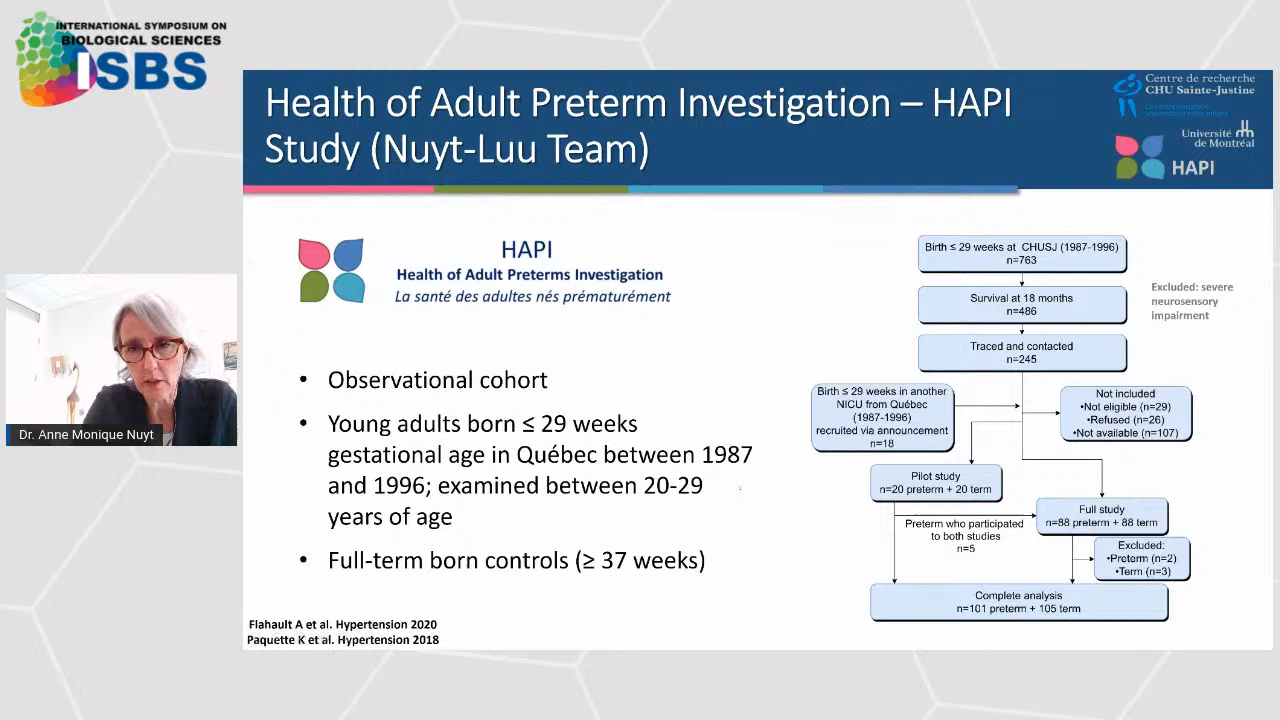 INTERNATIONAL SYMPOSIUM ON
BIOLOGICAL SCIENCES
ISBS
Health of Adult Preterm Investigation – HAPI
Study (Nuyt-Luu Team)
Centre de recherche
CHU Sainte-Justine
Université
de Montréal
HAPI
HAPI
Health of Adult Preterms Investigation
La santé des adultes nés prématurément
• Observational cohort
• Young adults born ≤ 29 weeks
gestational age in Québec between 1987
and 1996; examined between 20-29
years of age
• Full-term born controls (≥ 37 weeks)
Flahault A et al. Hypertension 2020
Paquette K et al. Hypertension 2018
Birth ≤ 29 weeks at CHUSJ (1987-1996)
n=763
Survival at 18 months
n=486
Excluded: severe
neurosensory
impairment
Traced and contacted
n=245
Birth ≤ 29 weeks in another
NICU from Québec
(1987-1996)
recruited via announcement
n=18
Not included
•Not eligible (n=29)
•Refused (n=26)
•Not available (n=107)
Pilot study
n=20 preterm + 20 term
Full study
n=88 preterm + 88 term
Preterm who participated
to both studies
n=5
Excluded:
•Preterm (n=2)
•Term (n=3)
Complete analysis
n=101 preterm + 105 term
Dr. Anne Monique Nuyt